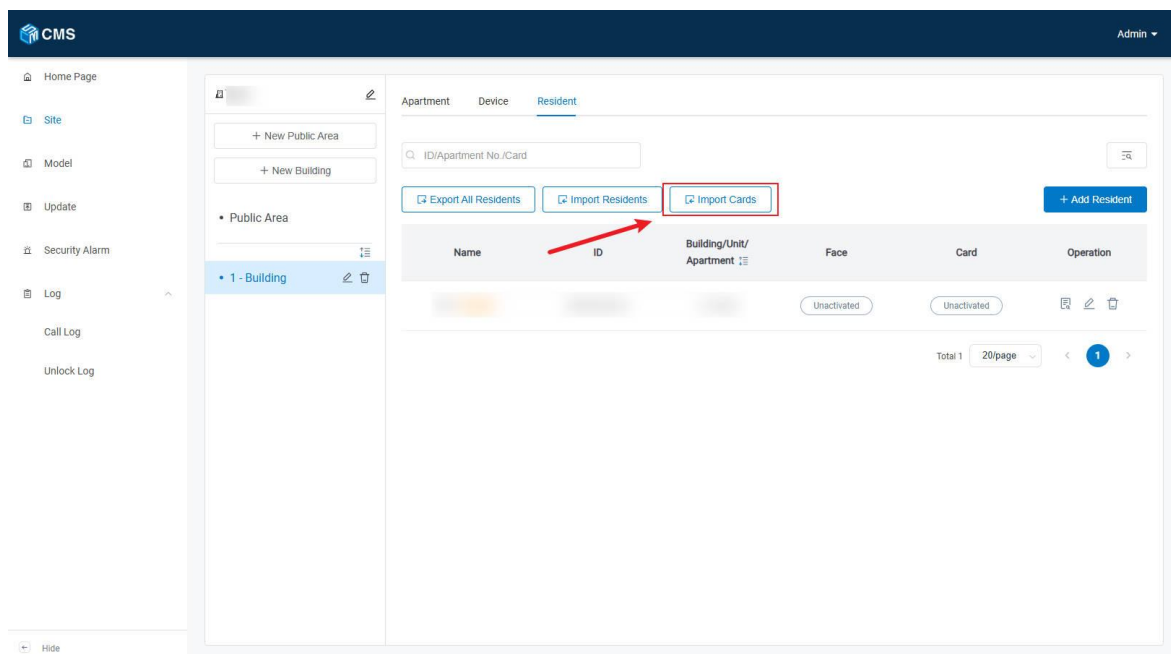 CMS
Admin
Home Page
Site
Model
Update
Security Alarm
Log
Call Log
Unlock Log
Hide
+ New Public Area
+ New Building
• Public Area
• 1 - Building
Apartment Device Resident
ID/Apartment No./Card
Export All Residents Import Residents Import Cards + Add Resident
Name ID Building/Unit/ Face Card Operation
Apartment
Unactivated Unactivated
Total 1 20/page < 1 >